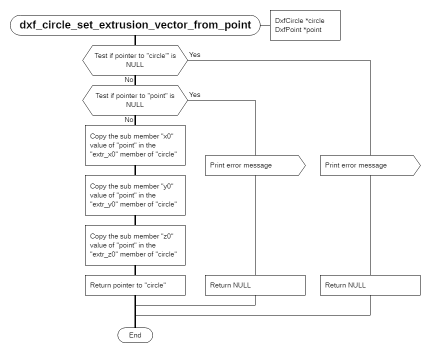 dxf_circle_set_extrusion_vector_from_point
DxfCircle *circle
DxfPoint *point
Test if pointer to "circle" is
NULL
Yes
No
Test if pointer to "point" is
NULL
Yes
No
Copy the sub member "x0"
value of "point" in the
"extr_x0" member of "circle"
Print error message
Print error message
Copy the sub member "y0"
value of "point" in the
"extr_y0" member of "circle"
Copy the sub member "z0"
value of "point" in the
"extr_z0" member of "circle"
Return pointer to "circle"
Return NULL
Return NULL
End